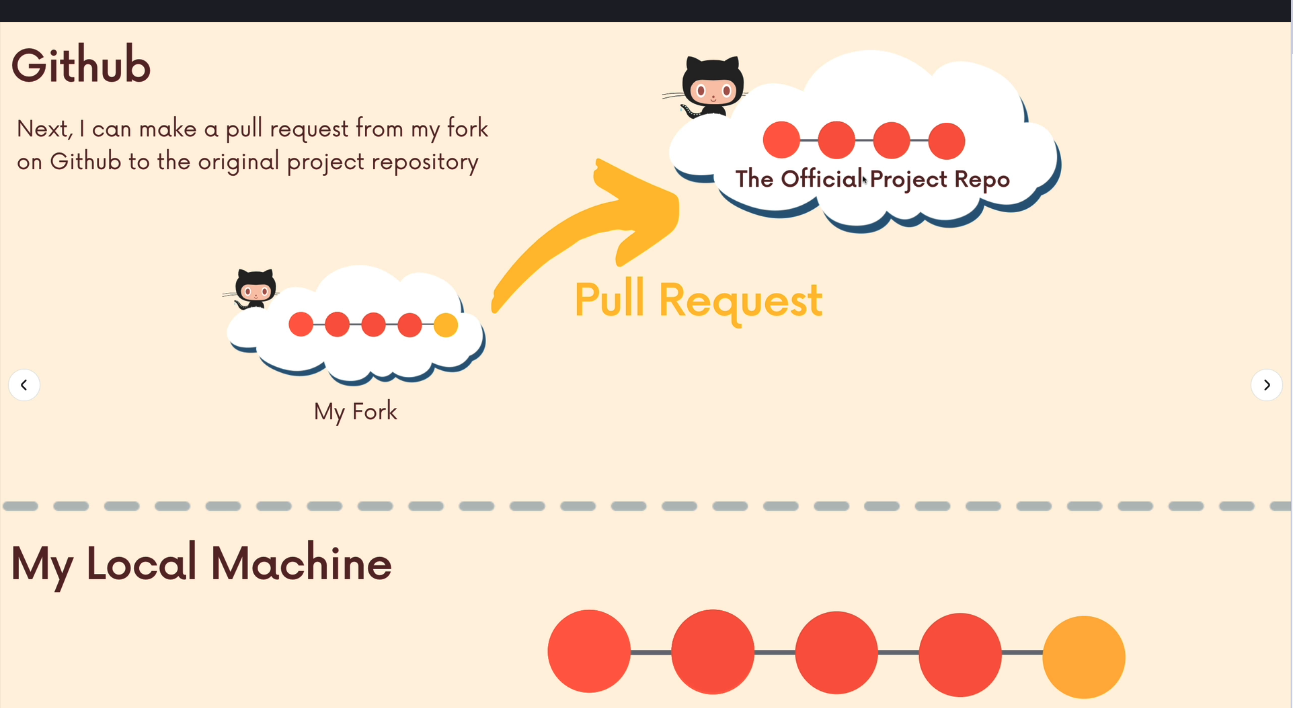 Github
Next, I can make a pull request from my fork
on Github to the original project repository
The Official Project Repo
Pull Request
My Fork
My Local Machine